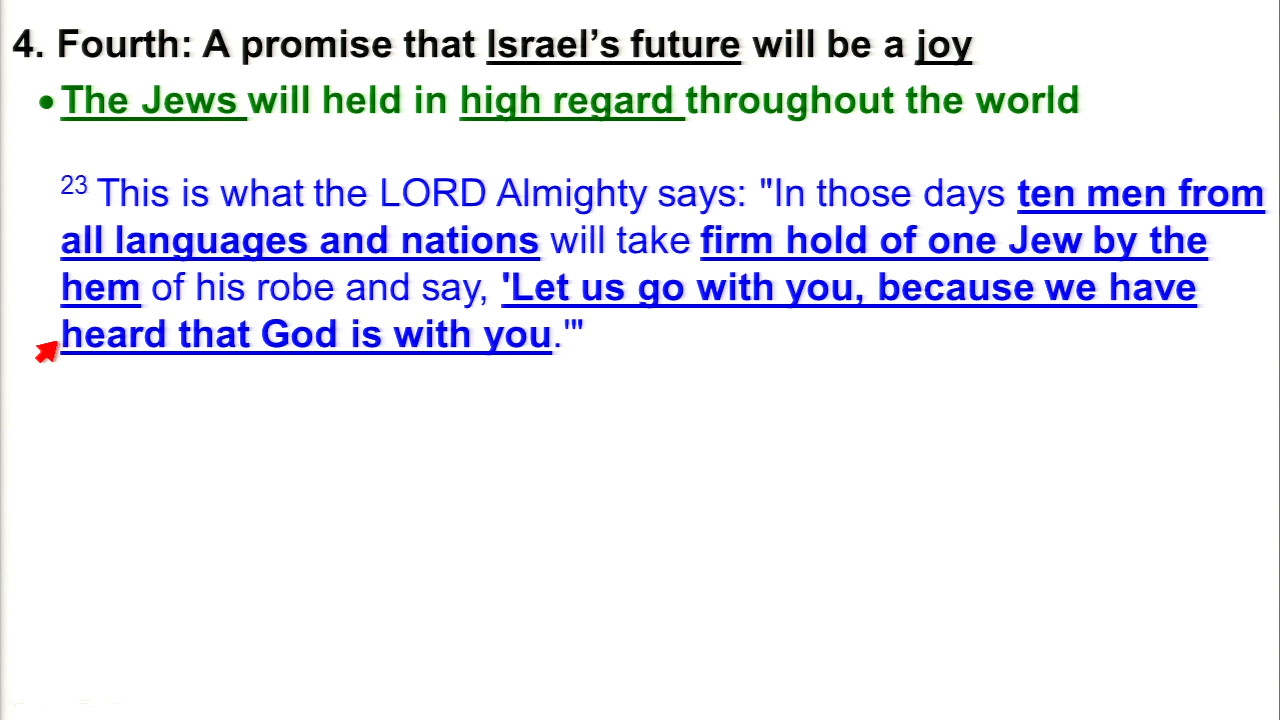 4. Fourth: A promise that Israel’s future will be a joy
• The Jews will held in high regard throughout the world
23 This is what the LORD Almighty says: "In those days ten men from
all languages and nations will take firm hold of one Jew by the
hem of his robe and say, 'Let us go with you, because we have
heard that God is with you.'"